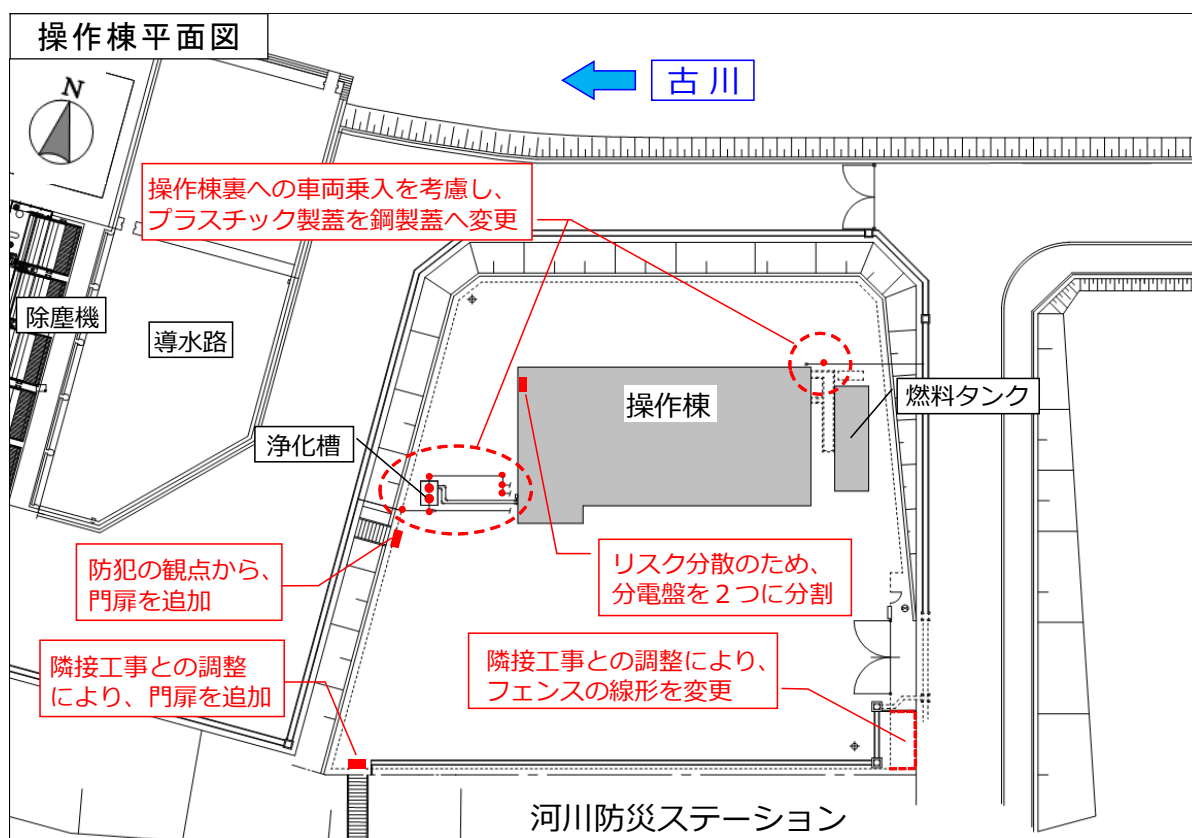 操作棟平面図
古川
N
操作棟裏への車両乗入を考慮し、
プラスチック製蓋を鋼製蓋へ変更
除塵機
導水路
操作棟
燃料タンク
浄化槽
防犯の観点から、
門扉を追加
リスク分散のため、
分電盤を２つに分割
隣接工事との調整
により、門扉を追加
隣接工事との調整により、
フェンスの線形を変更
河川防災ステーション